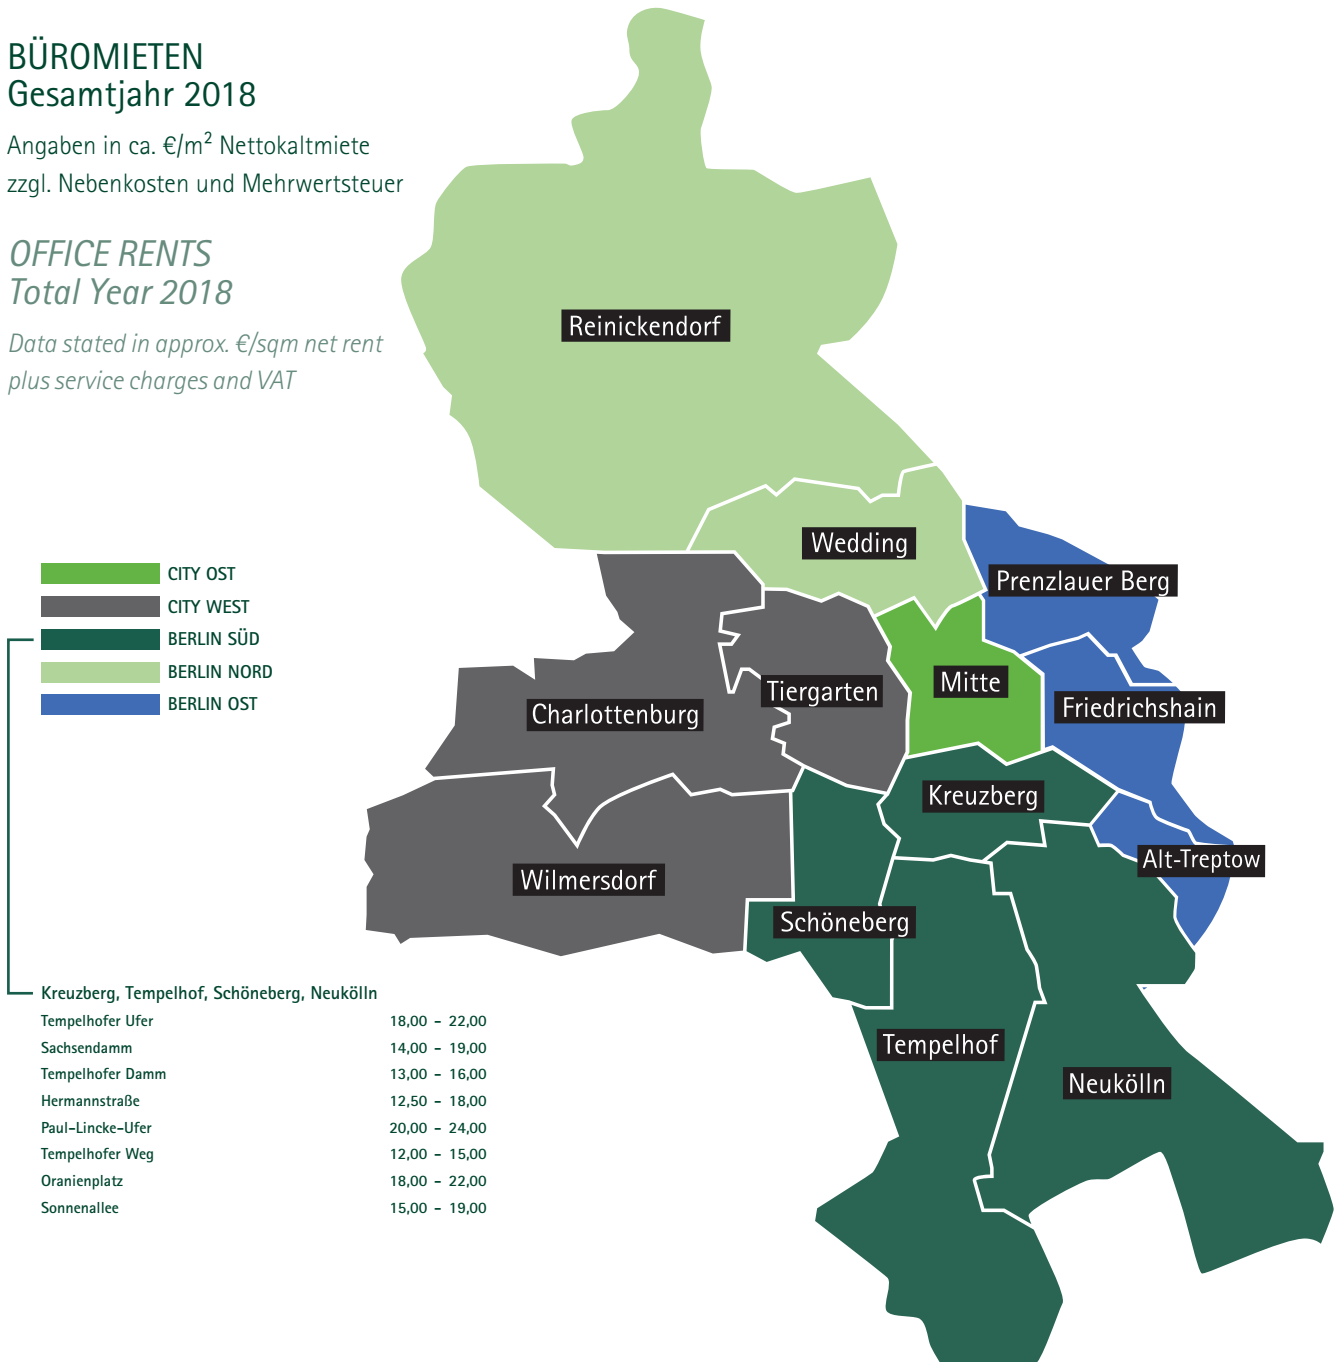 BÜROMIETEN
Gesamtjahr 2018
Angaben in ca. €/m² Nettokaltmiete
zzgl. Nebenkosten und Mehrwertsteuer
OFFICE RENTS
Total Year 2018
Data stated in approx. €/sqm net rent
plus service charges and VAT
Reinickendorf
Wedding
Prenzlauer Berg
Mitte
Tiergarten
Friedrichshain
Charlottenburg
Kreuzberg
Alt-Treptow
Wilmersdorf
Schöneberg
Tempelhof
Neukölln
CITY OST
CITY WEST
BERLIN SÜD
BERLIN NORD
BERLIN OST
Kreuzberg, Tempelhof, Schöneberg, Neukölln
Tempelhofer Ufer 18,00 - 22,00
Sachsendamm 14,00 - 19,00
Tempelhofer Damm 13,00 - 16,00
Hermannstraße 12,50 - 18,00
Paul-Lincke-Ufer 20,00 - 24,00
Tempelhofer Weg 12,00 - 15,00
Oranienplatz 18,00 - 22,00
Sonnenallee 15,00 - 19,00